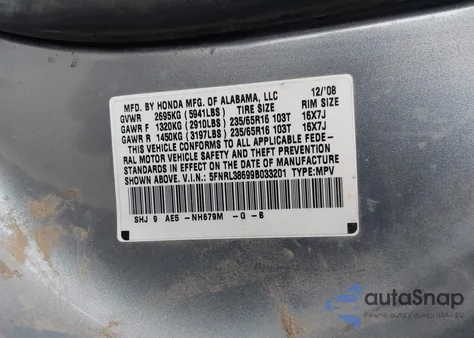 MFD. BY HONDA MFG. OF ALABAMA, LLC 12/'08
GVWR 2695KG (5941LBS) TIRE SIZE RIM SIZE
GAWR F 1320KG (2910LBS) 235/65R16 103T 16X7J
GAWR R 1450KG (3197LBS) 235/65R16 103T 16X7J
THIS VEHICLE CONFORMS TO ALL APPLICABLE FEDE-
RAL MOTOR VEHICLE SAFETY AND THEFT PREVENTION
STANDARDS IN EFFECT ON THE DATE OF MANUFACTURE
SHOWN ABOVE. V.I.N.: 5FNRL38699B033201 TYPE:MPV
SHJ 9 AE5 -NH679M -G -B
autoSnap